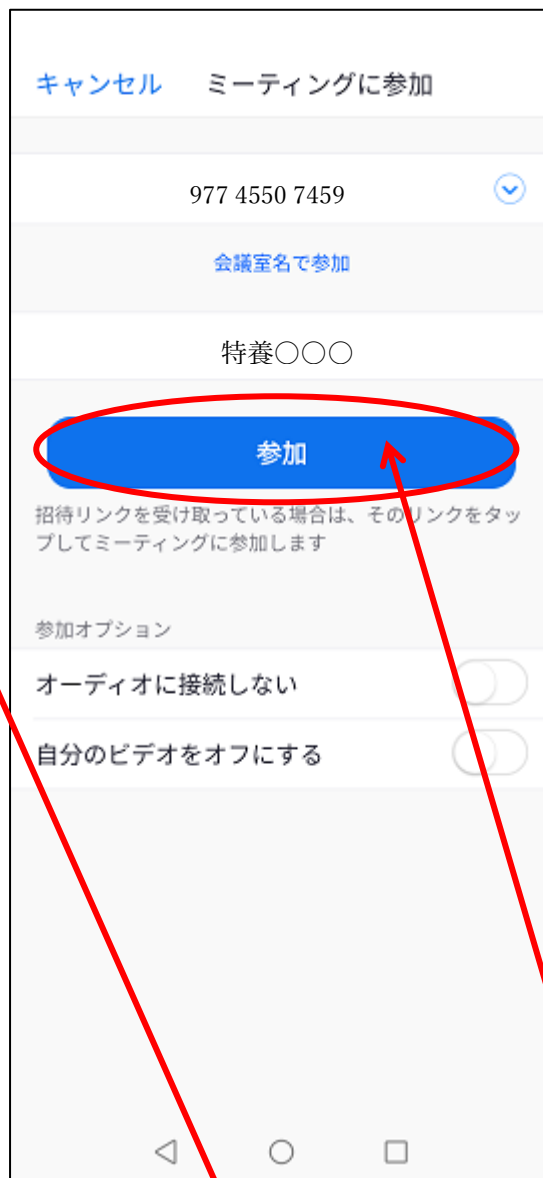 キャンセル ミーティングに参加
977 4550 7459
会議室名で参加
特養○○○
参加
招待リンクを受け取っている場合は、そのリンクをタッ
プしてミーティングに参加します
参加オプション
オーディオに接続しない
自分のビデオをオフにする